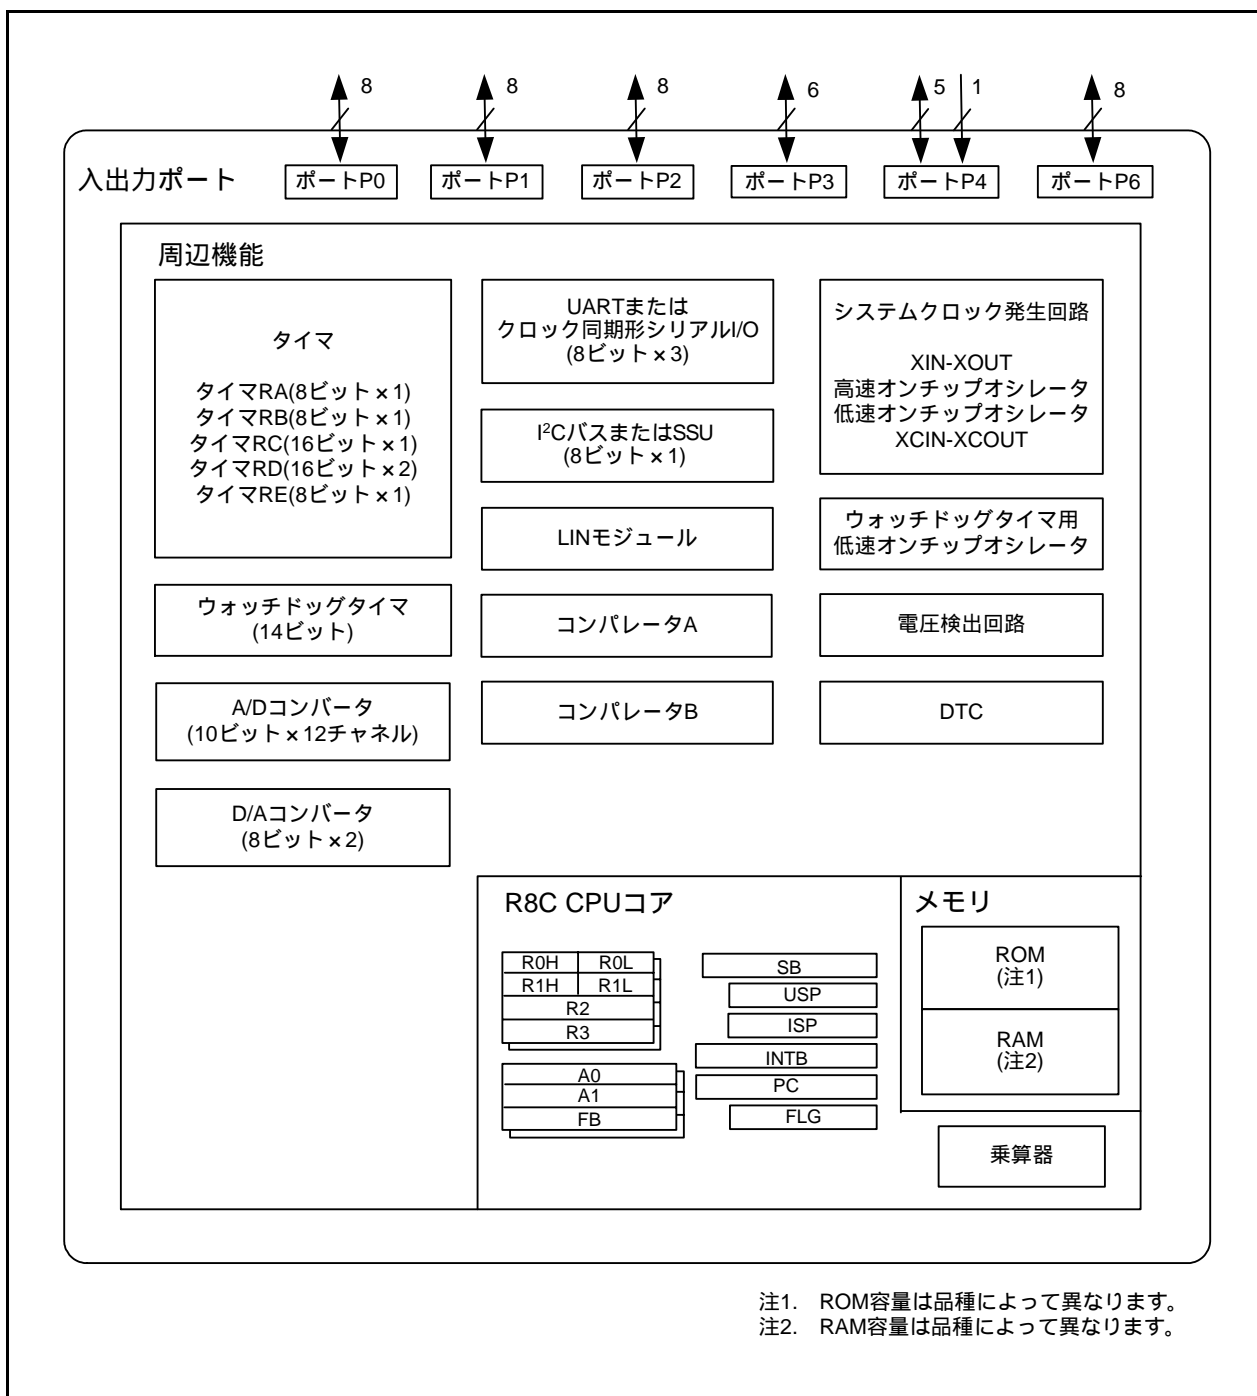 8 8 8 6 5 1 8
入出力ポート ポートP0 ポートP1 ポートP2 ポートP3 ポートP4 ポートP6
周辺機能
タイマ
タイマRA(8ビット×1)
タイマRB(8ビット×1)
タイマRC(16ビット×1)
タイマRD(16ビット×2)
タイマRE(8ビット×1)
ウォッチドッグタイマ
(14ビット)
A/Dコンバータ
(10ビット×12チャネル)
D/Aコンバータ
(8ビット×2)
UARTまたは
クロック同期形シリアルI/O
(8ビット×3)
I²CバスまたはSSU
(8ビット×1)
LINモジュール
コンパレータA
コンパレータB
システムクロック発生回路
XIN-XOUT
高速オンチップオシレータ
低速オンチップオシレータ
XCIN-XCOUT
ウォッチドッグタイマ用
低速オンチップオシレータ
電圧検出回路
DTC
R8C CPUコア
R0H R0L
R1H R1L
R2
R3
A0
A1
FB
SB
USP
ISP
INTB
PC
FLG
メモリ
ROM
(注1)
RAM
(注2)
乗算器
注1. ROM容量は品種によって異なります。
注2. RAM容量は品種によって異なります。